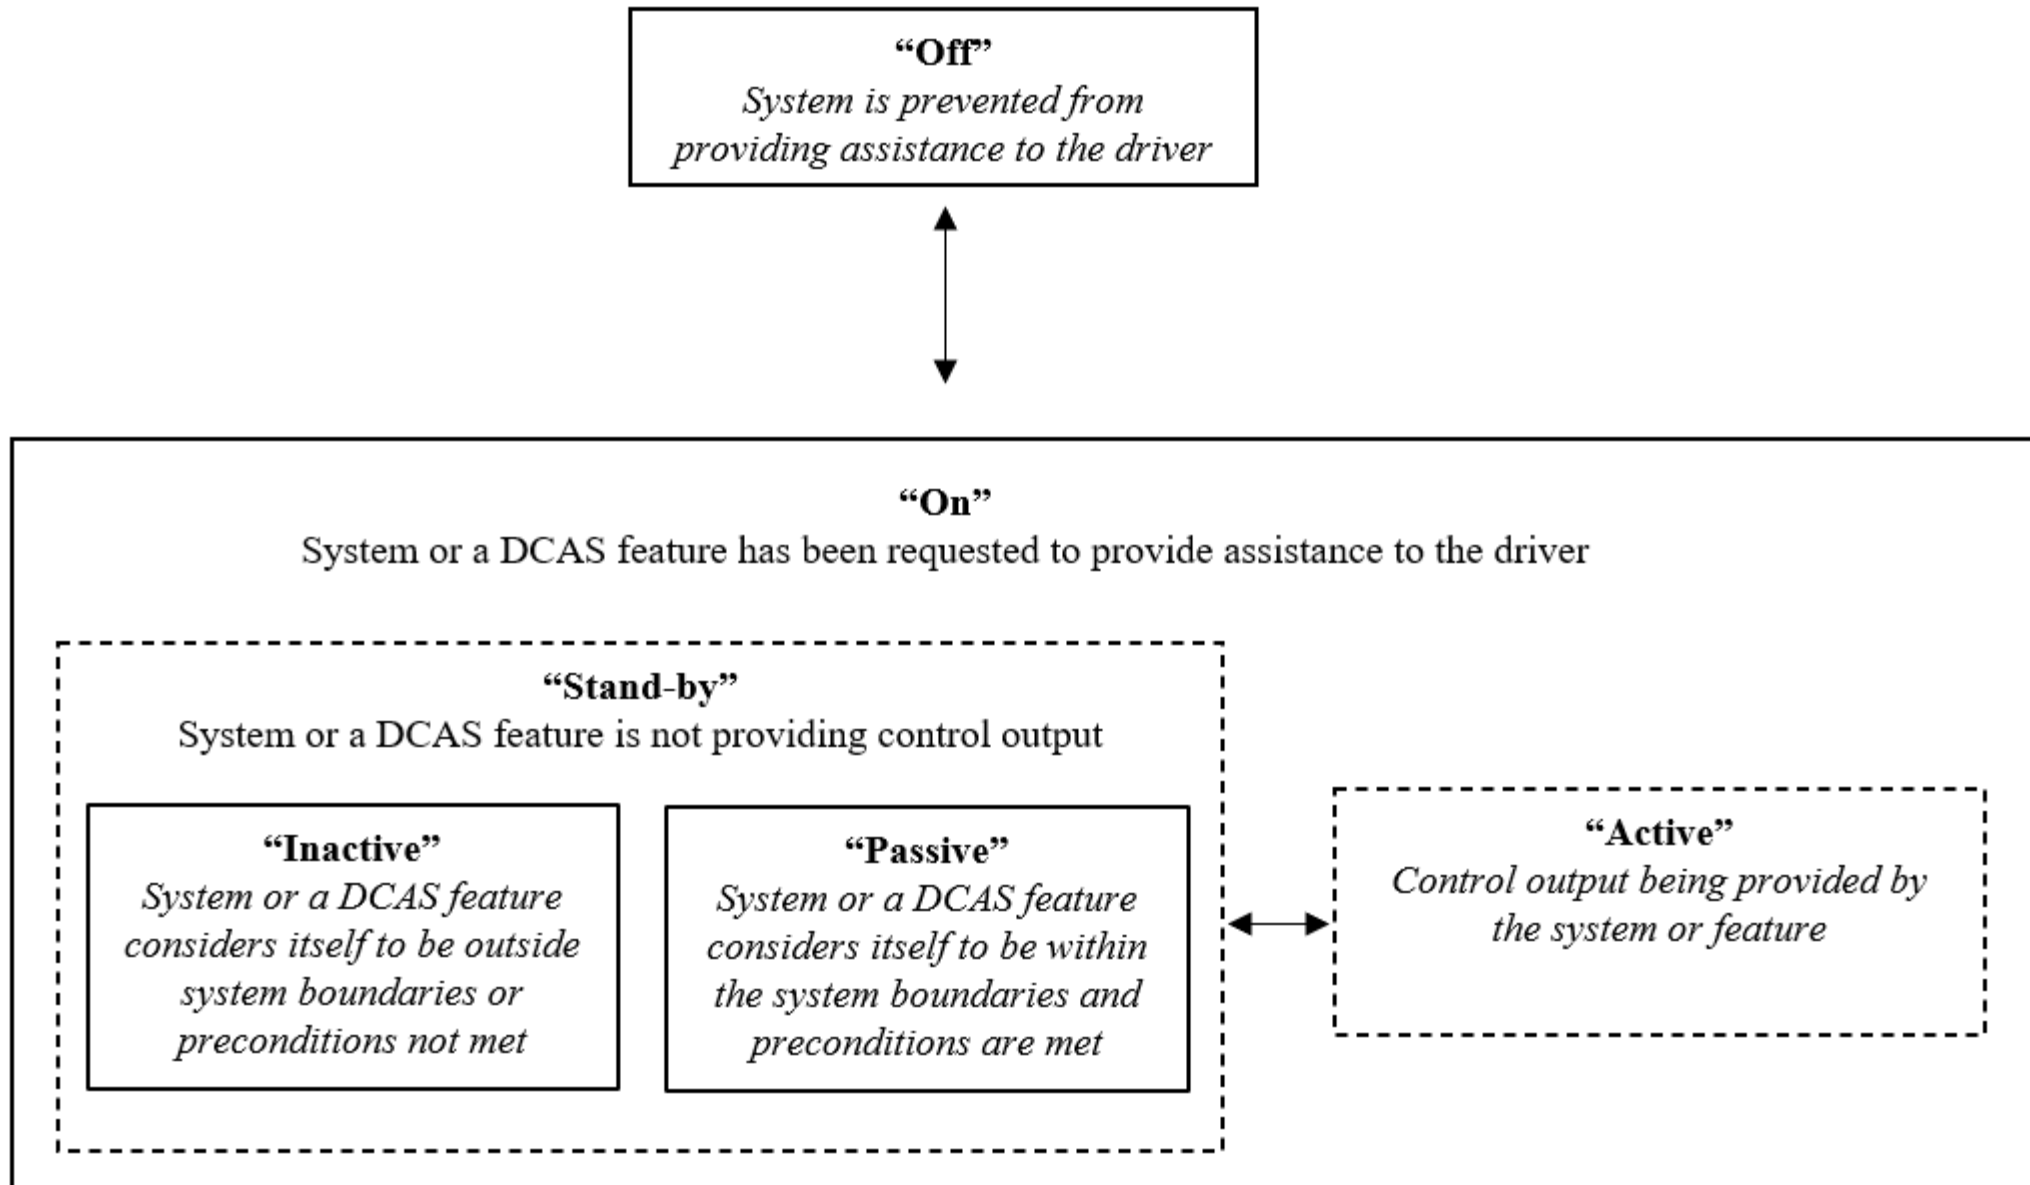 “Off”
System is prevented from
providing assistance to the driver
“On”
System or a DCAS feature has been requested to provide assistance to the driver
“Stand-by”
System or a DCAS feature is not providing control output
“Inactive”
System or a DCAS feature
considers itself to be outside
system boundaries or
preconditions not met
“Passive”
System or a DCAS feature
considers itself to be within
the system boundaries and
preconditions are met
“Active”
Control output being provided by
the system or feature